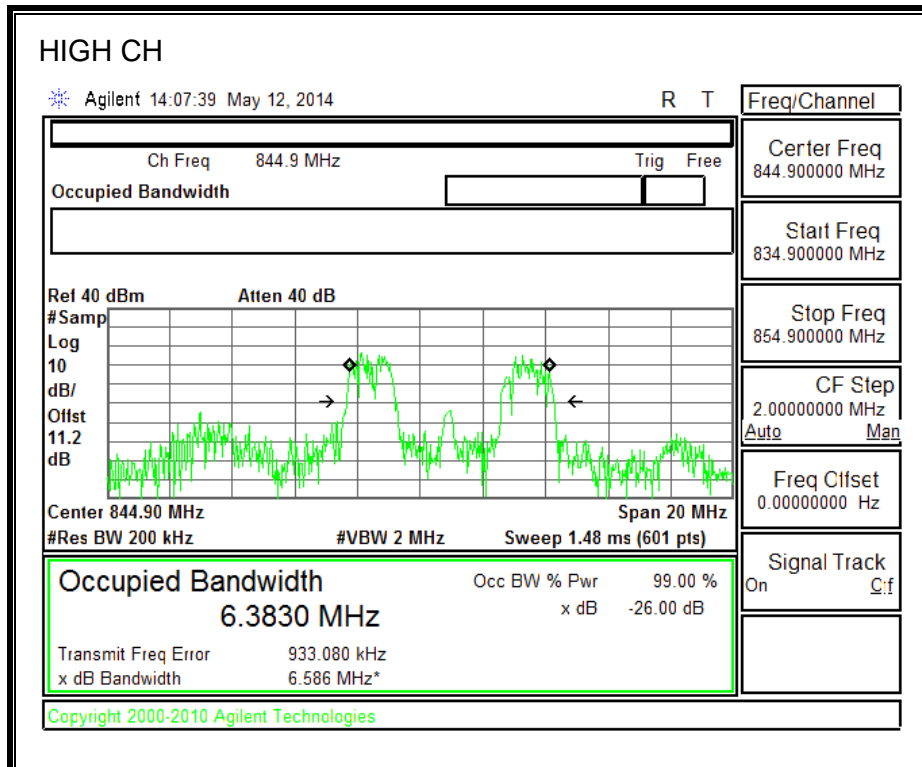 HIGH CH
Agilent 14:07:39 May 12, 2014 R T
Freq/Channel
Ch Freq 844.9 MHz Trig Free
Occupied Bandwidth
Center Freq
844.900000 MHz
Start Freq
834.900000 MHz
Stop Freq
854.900000 MHz
CF Step
2.00000000 MHz
Auto Man
Freq Offset
0.00000000 Hz
Signal Track
On Off
Ref 40 dBm Atten 40 dB
#Samp
Log
10
dB/
Offst
11.2
dB
Center 844.90 MHz Span 20 MHz
#Res BW 200 kHz #VBW 2 MHz Sweep 1.48 ms (601 pts)
Occupied Bandwidth
6.3830 MHz
Occ BW % Pwr 99.00 %
x dB -26.00 dB
Transmit Freq Error 933.080 kHz
x dB Bandwidth 6.586 MHz*
Copyright 2000-2010 Agilent Technologies